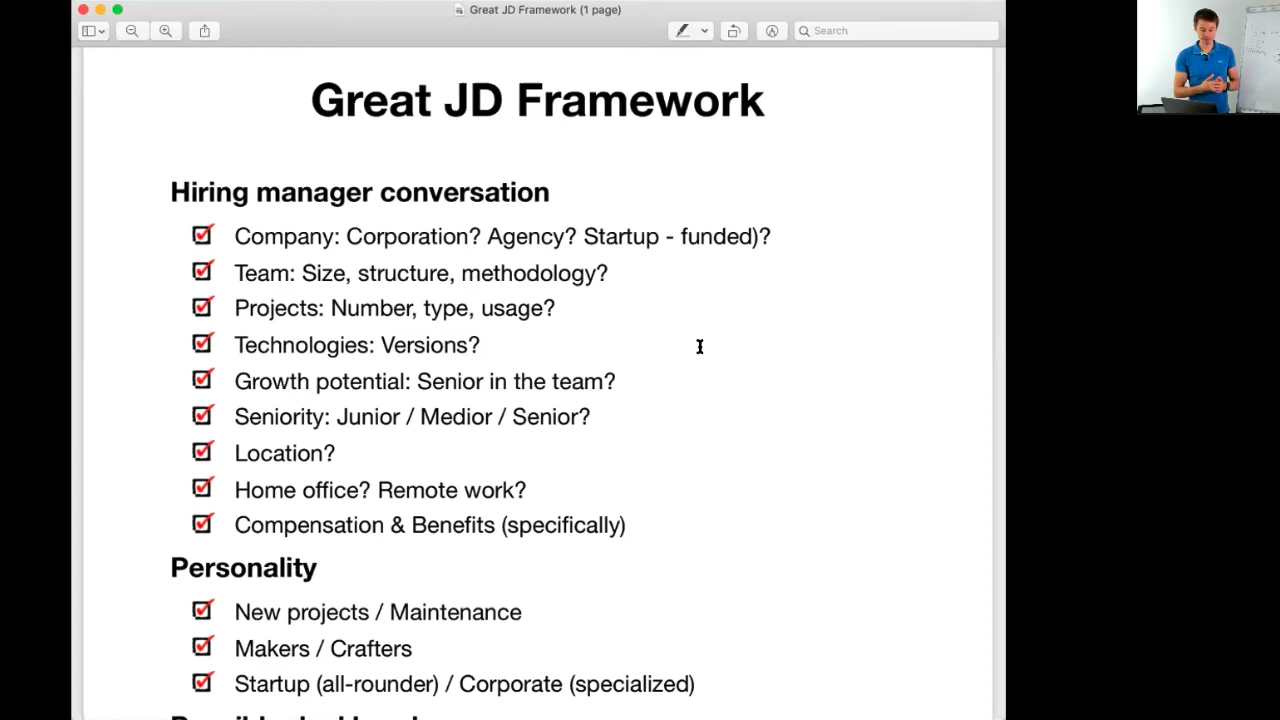 Great JD Framework (1 page)
Search
Great JD Framework
Hiring manager conversation
Company: Corporation? Agency? Startup - funded)?
Team: Size, structure, methodology?
Projects: Number, type, usage?
Technologies: Versions?
Growth potential: Senior in the team?
Seniority: Junior / Medior / Senior?
Location?
Home office? Remote work?
Compensation & Benefits (specifically)
Personality
New projects / Maintenance
Makers / Crafters
Startup (all-rounder) / Corporate (specialized)